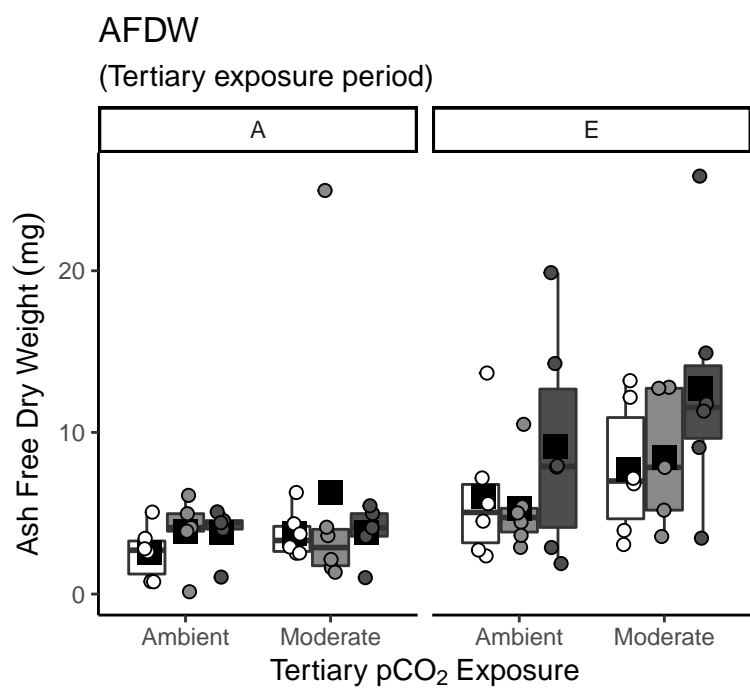 AFDW
(Tertiary exposure period)
A E
Ash Free Dry Weight (mg)
20
10
0
Ambient Moderate Ambient Moderate
Tertiary pCO₂ Exposure